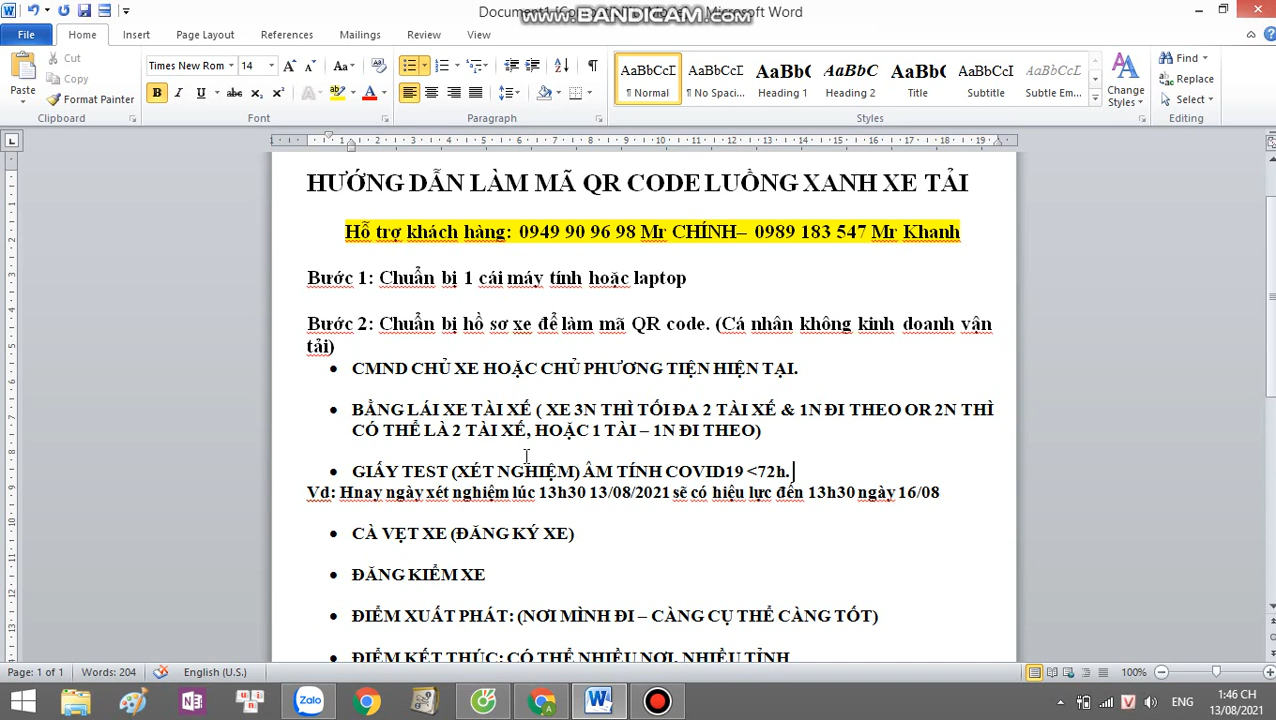 Document1 [Co
Microsoft Word
www.BANDICAM.com
File Home Insert Page Layout References Mailings Review View
Paste
Cut
Copy
Format Painter
Clipboard
Times New Rom 14
Font
Paragraph
AaBbCcD AaBbCcD AaBbC AaBbCc AaBbC AaBbCcL AaBbCcD
¶ Normal ¶ No Spaci... Heading 1 Heading 2 Title Subtitle Subtle Em...
Styles
Change Styles
Find
Replace
Select
Editing
HƯỚNG DẪN LÀM MÃ QR CODE LUỒNG XANH XE TẢI
Hỗ trợ khách hàng: 0949 90 96 98 Mr CHÍNH– 0989 183 547 Mr Khanh
Bước 1: Chuẩn bị 1 cái máy tính hoặc laptop
Bước 2: Chuẩn bị hồ sơ xe để làm mã QR code. (Cá nhân không kinh doanh vận
tải)
• CMND CHỦ XE HOẶC CHỦ PHƯƠNG TIỆN HIỆN TẠI.
• BẰNG LÁI XE TÀI XẾ ( XE 3N THÌ TỐI ĐA 2 TÀI XẾ & 1N ĐI THEO OR 2N THÌ
CÓ THỂ LÀ 2 TÀI XẾ, HOẶC 1 TÀI – 1N ĐI THEO)
• GIẤY TEST (XÉT NGHIỆM) ÂM TÍNH COVID19 <72h.
Vd: Hnay ngày xét nghiệm lúc 13h30 13/08/2021 sẽ có hiệu lực đến 13h30 ngày 16/08
• CÀ VẸT XE (ĐĂNG KÝ XE)
• ĐĂNG KIỂM XE
• ĐIỂM XUẤT PHÁT: (NƠI MÌNH ĐI – CÀNG CỤ THỂ CÀNG TỐT)
• ĐIỂM KẾT THÚC: CÓ THỂ NHIỀU NƠI, NHIỀU TỈNH
Page: 1 of 1 Words: 204 English (U.S.) 100%
Zalo
ENG
1:46 CH
13/08/2021